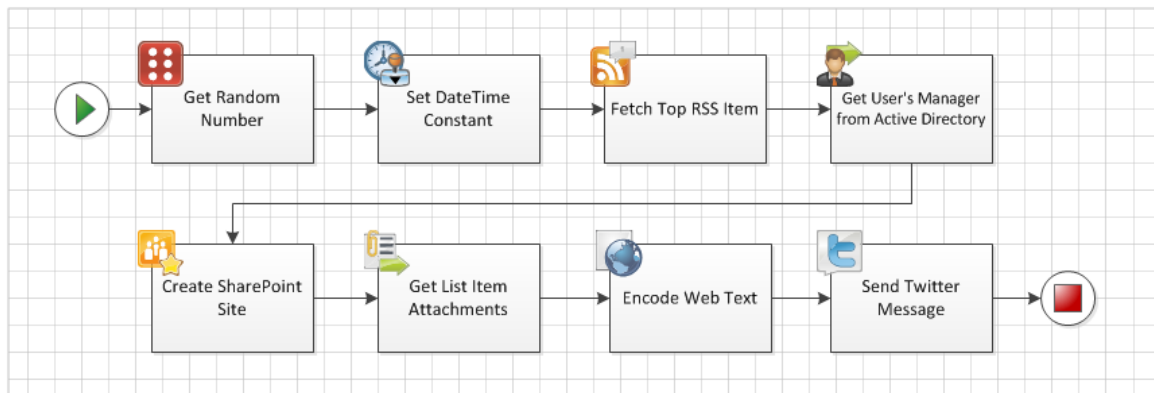 Get Random
Number
Set DateTime
Constant
Fetch Top RSS Item
Get User's Manager
from Active Directory
Create SharePoint
Site
Get List Item
Attachments
Encode Web Text
Send Twitter
Message